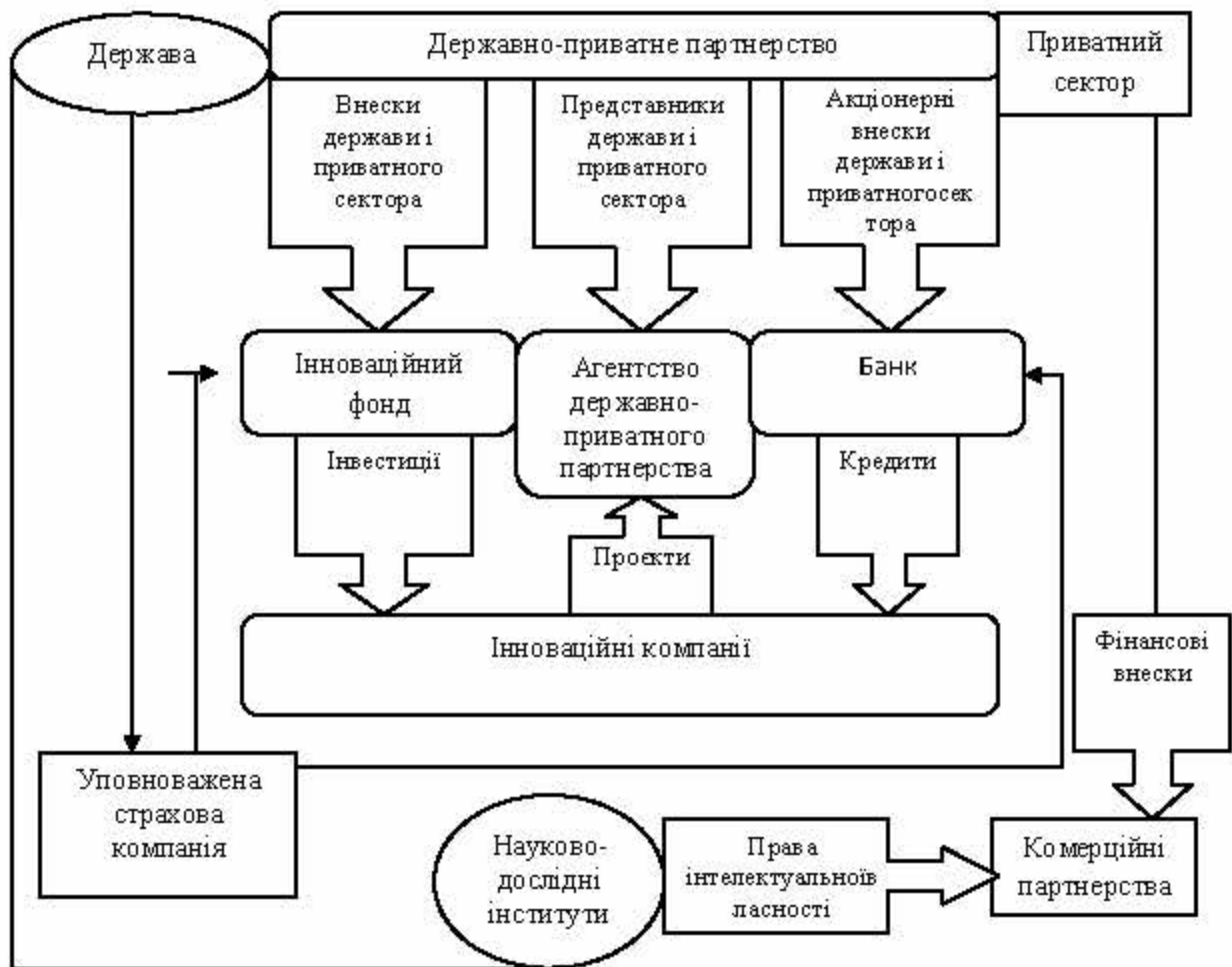 Держава
Державно-приватне партнерство
Приватний
сектор
Внески
держави і
приватного
сектора
Представники
держави і
приватного
сектора
Акціонерні
внески
держави і
приватногосек
тора
Інноваційний
фонд
Агентство
державно-
приватного
партнерства
Банк
Інвестиції
Кредити
Проєкти
Інноваційні компанії
Фінансові
внески
Уповноважена
страхова
компанія
Науково-
дослідні
інститути
Права
інтелектуальноїв
ласності
Комерційні
партнерства